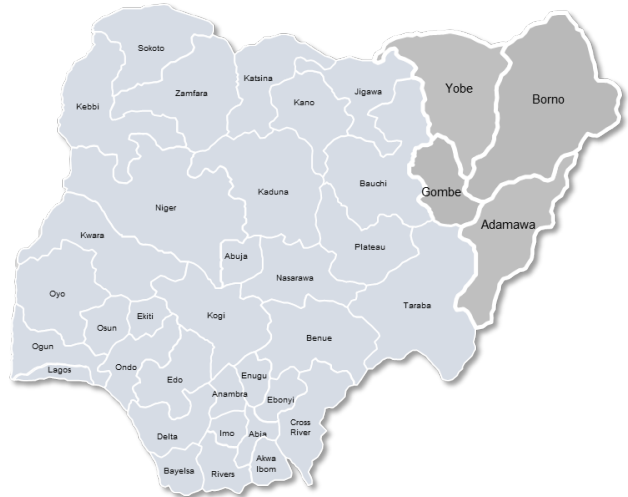 Sokoto
Katsina
Zamfara
Kebbi
Kano
Jigawa
Yobe
Borno
Kaduna
Bauchi
Gombe
Niger
Adamawa
Kwara
Plateau
Abuja
Nasarawa
Oyo
Taraba
Kogi
Ekiti
Osun
Benue
Ogun
Lagos
Ondo
Edo
Enugu
Anambra
Ebonyi
Cross
River
Delta
Imo
Abia
Akwa
Ibom
Bayelsa
Rivers